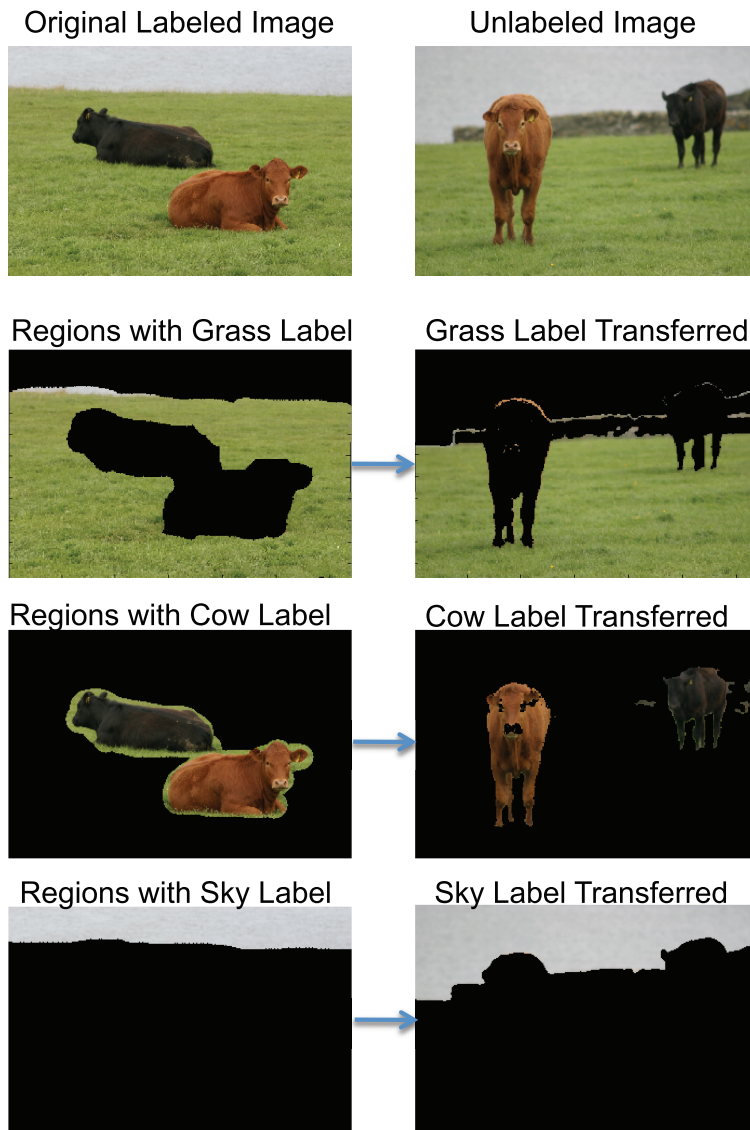 Original Labeled Image
Unlabeled Image
Regions with Grass Label
Grass Label Transferred
Regions with Cow Label
Cow Label Transferred
Regions with Sky Label
Sky Label Transferred